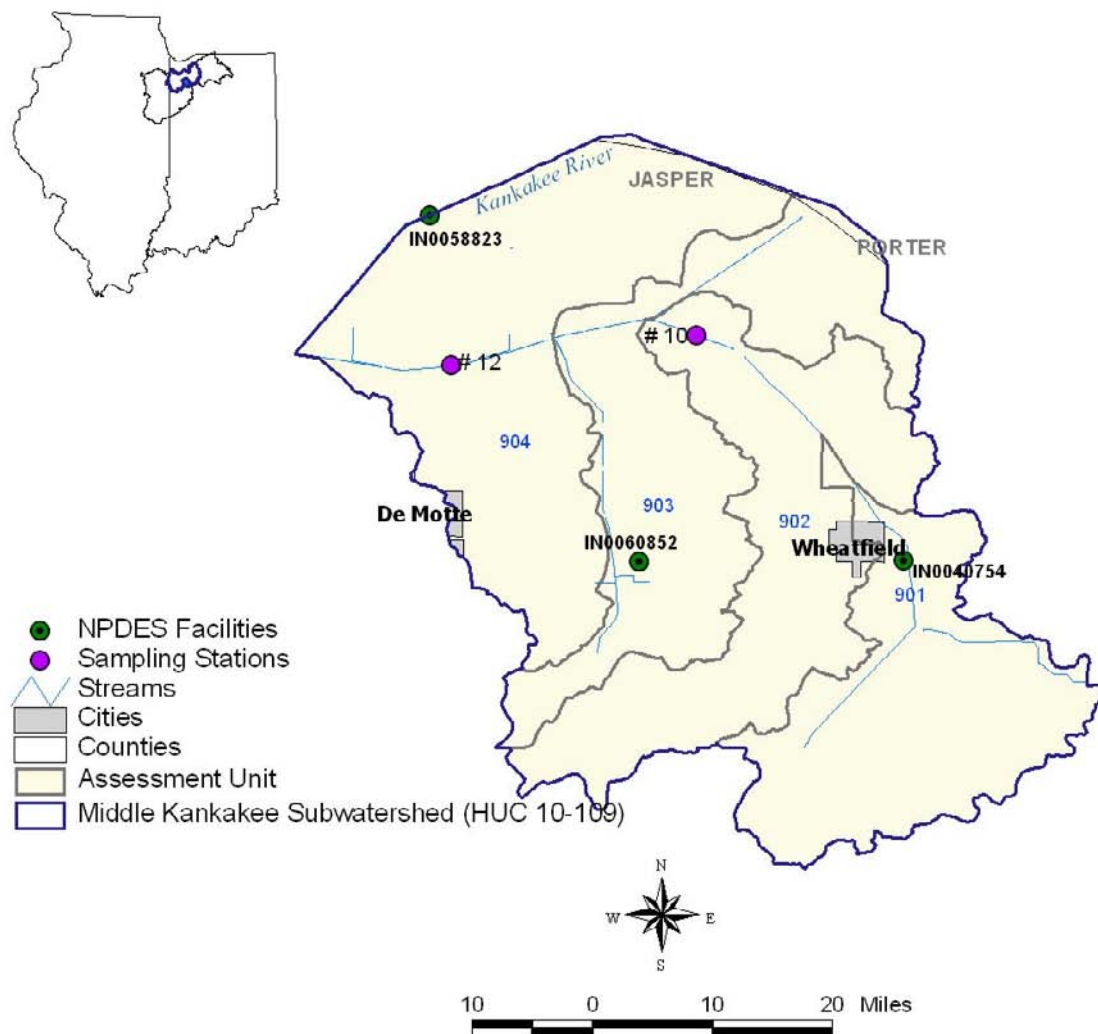 Kankakee River
JASPER
PORTER
IN0058823
# 10
# 12
904
903
902
De Motte
IN0060852
Wheatfield
IN0040754
901
NPDES Facilities
Sampling Stations
Streams
Cities
Counties
Assessment Unit
Middle Kankakee Subwatershed (HUC 10-109)
N
W E
S
10 0 10 20 Miles